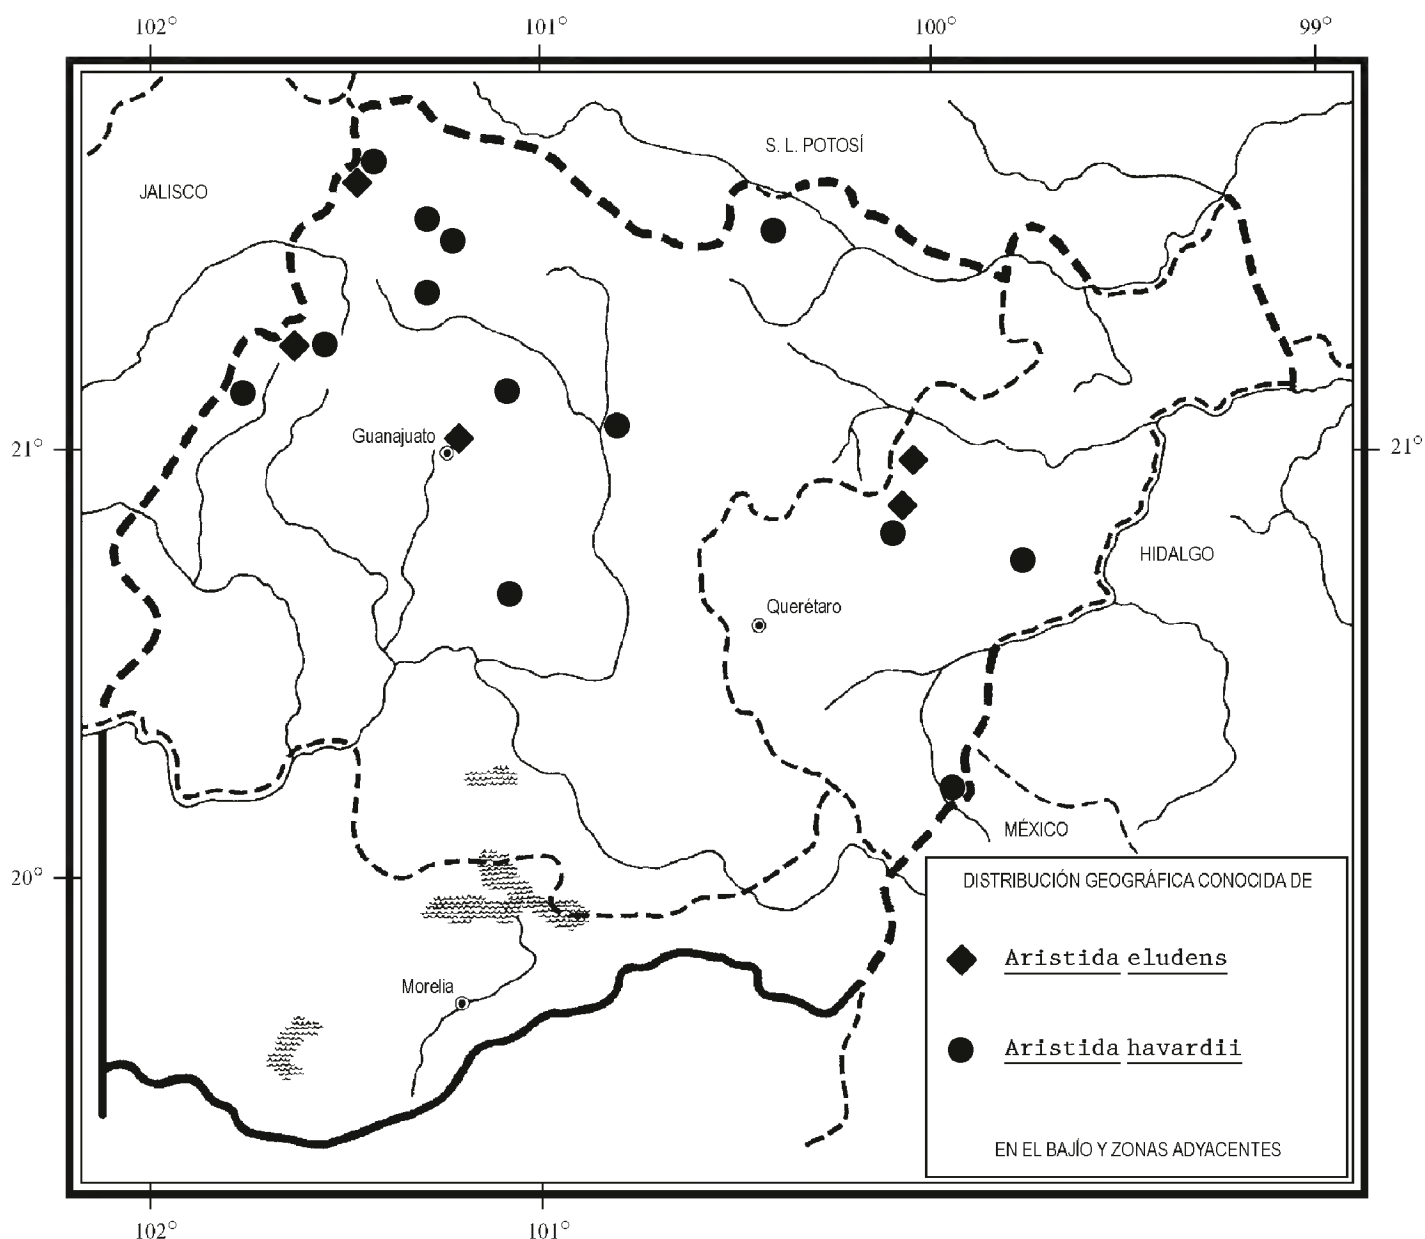 102° 101° 100° 99°
S. L. POTOSÍ
JALISCO
Guanajuato
21° 21°
HIDALGO
Querétaro
MÉXICO
20°
DISTRIBUCIÓN GEOGRÁFICA CONOCIDA DE
Aristida eludens
Morelia
Aristida havardii
EN EL BAJÍO Y ZONAS ADYACENTES
102° 101°